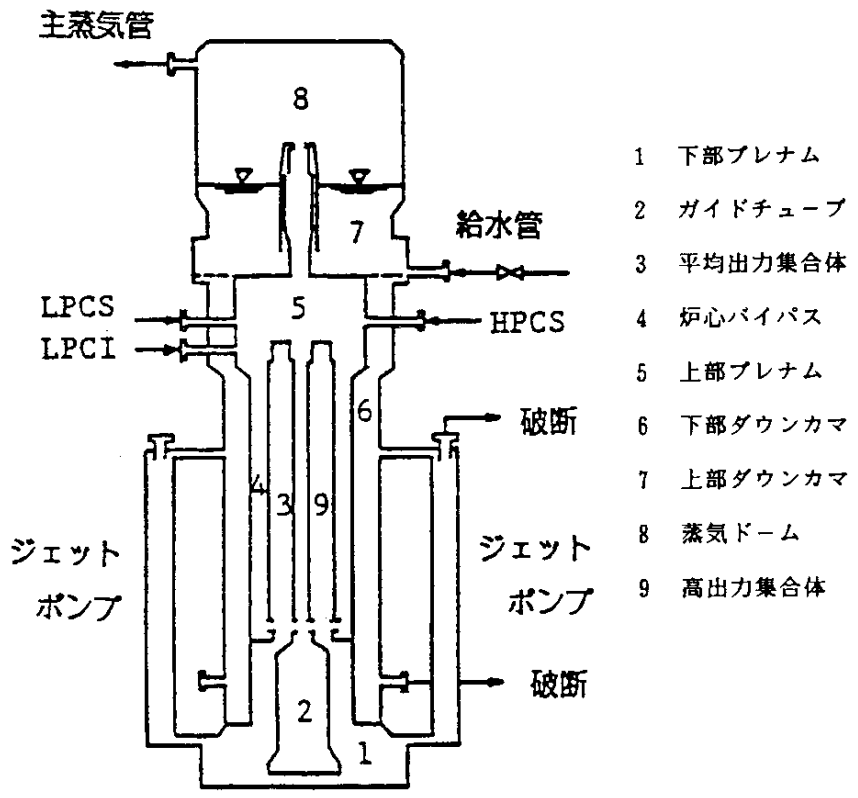 主蒸気管
8
1 下部プレナム
2 ガイドチューブ
7
給水管
3 平均出力集合体
LPCS
5
HPCS
4 炉心バイパス
LPCI
5 上部プレナム
6
破断
6 下部ダウンカマ
4
3
9
7 上部ダウンカマ
ジェット
ポンプ
ジェット
ポンプ
8 蒸気ドーム
9 高出力集合体
破断
2
1